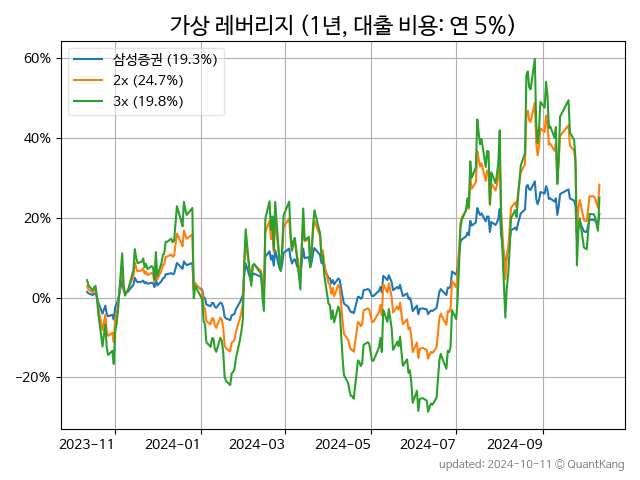 가상 레버리지 (1년, 대출 비용: 연 5%)
삼성증권 (19.3%)
2x (24.7%)
3x (19.8%)
60%
40%
20%
0%
−20%
2023-11
2024-01
2024-03
2024-05
2024-07
2024-09
updated: 2024-10-11 © QuantKang